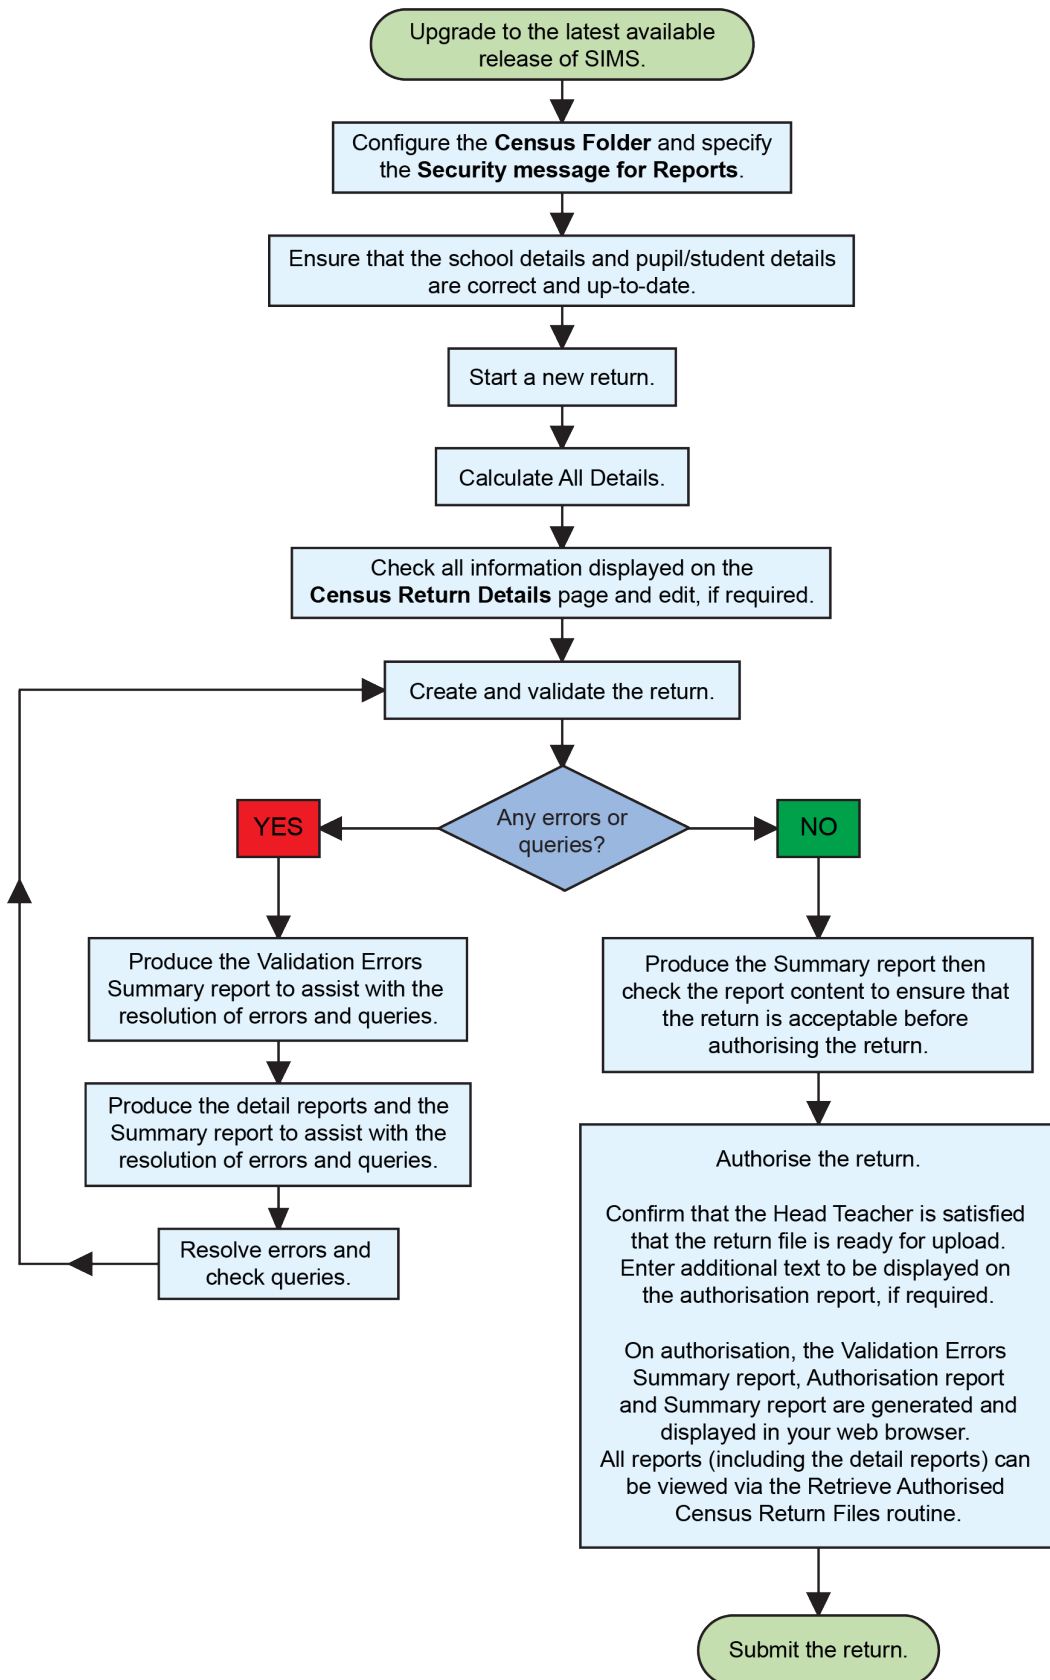 Upgrade to the latest available
release of SIMS.
Configure the Census Folder and specify
the Security message for Reports.
Ensure that the school details and pupil/student details
are correct and up-to-date.
Start a new return.
Calculate All Details.
Check all information displayed on the
Census Return Details page and edit, if required.
Create and validate the return.
Any errors or
queries?
YES
NO
Produce the Validation Errors
Summary report to assist with the
resolution of errors and queries.
Produce the detail reports and the
Summary report to assist with the
resolution of errors and queries.
Resolve errors and
check queries.
Produce the Summary report then
check the report content to ensure that
the return is acceptable before
authorising the return.
Authorise the return.
Confirm that the Head Teacher is satisfied
that the return file is ready for upload.
Enter additional text to be displayed on
the authorisation report, if required.
On authorisation, the Validation Errors
Summary report, Authorisation report
and Summary report are generated and
displayed in your web browser.
All reports (including the detail reports) can
be viewed via the Retrieve Authorised
Census Return Files routine.
Submit the return.